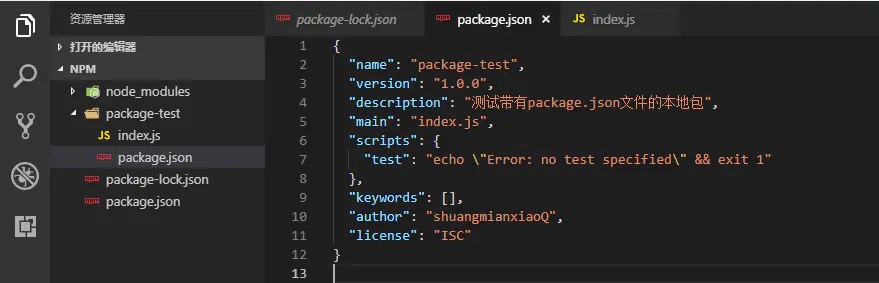 资源管理器
打开的编辑器
NPM
node_modules
package-test
index.js
package.json
package-lock.json
package.json
package-lock.json
package.json
JS index.js
1 {
2 "name": "package-test",
3 "version": "1.0.0",
4 "description": "测试带有package.json文件的本地包",
5 "main": "index.js",
6 "scripts": {
7 "test": "echo \"Error: no test specified\" && exit 1"
8 },
9 "keywords": [],
10 "author": "shuangmianxiaoQ",
11 "license": "ISC"
12 }
13